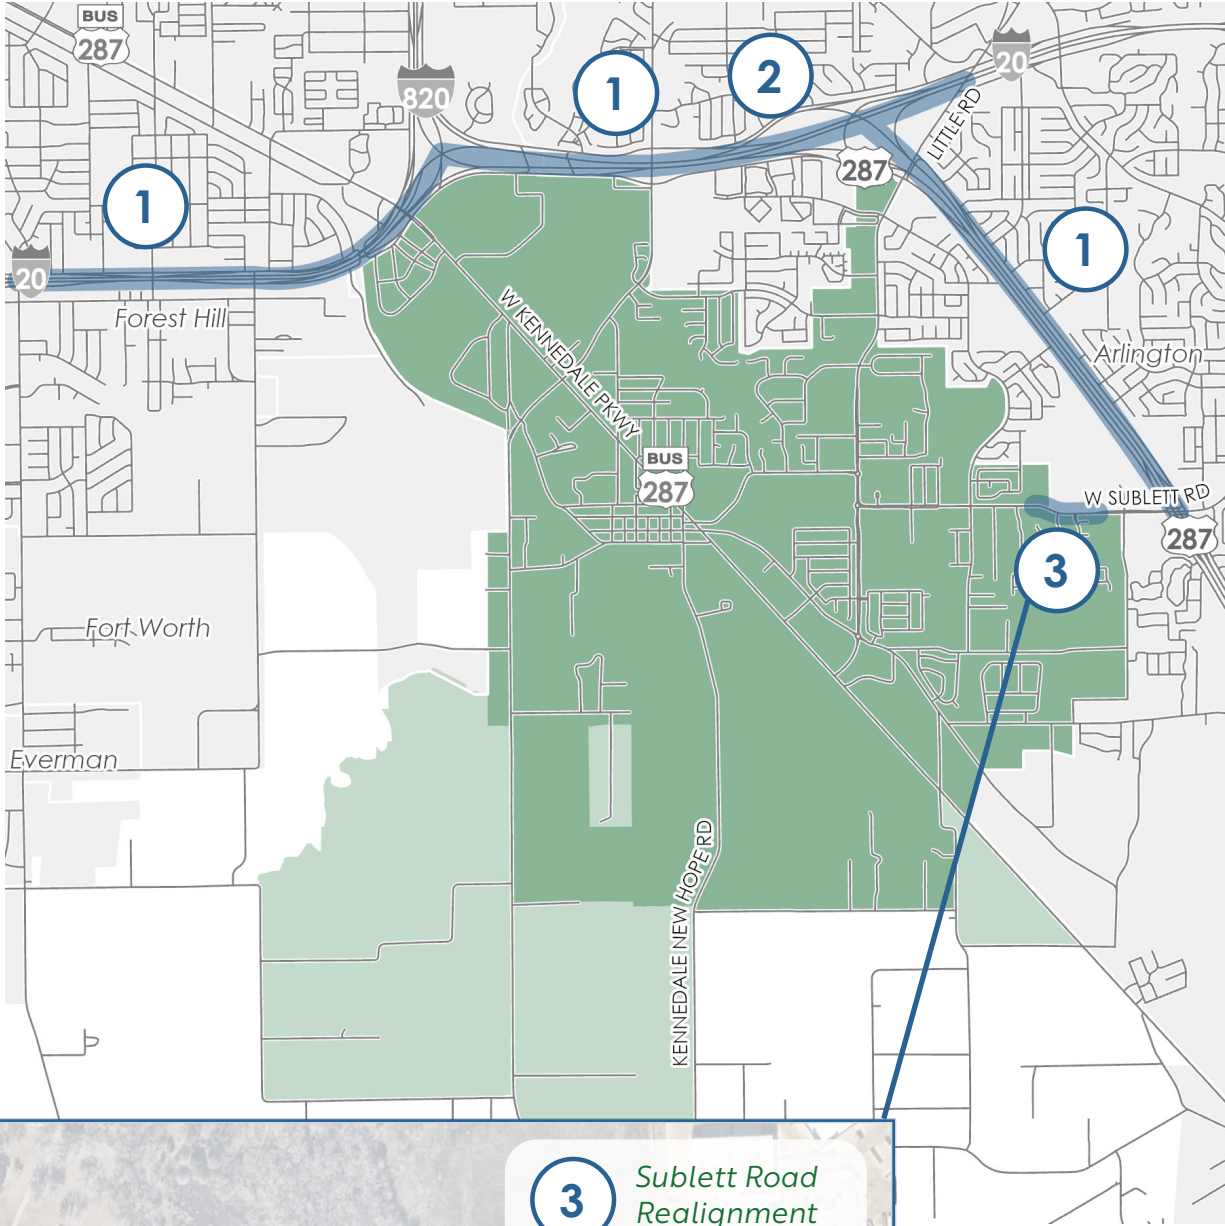 BUS
287
820
20
1
2
LITTLE RD
287
1
1
20
Forest Hill
W KENNEDALE PKWY
Arlington
BUS
287
W SUBLETT RD
287
3
Fort Worth
Everman
KENNEDALE NEW HOPE RD
3
Sublett Road
Realignment